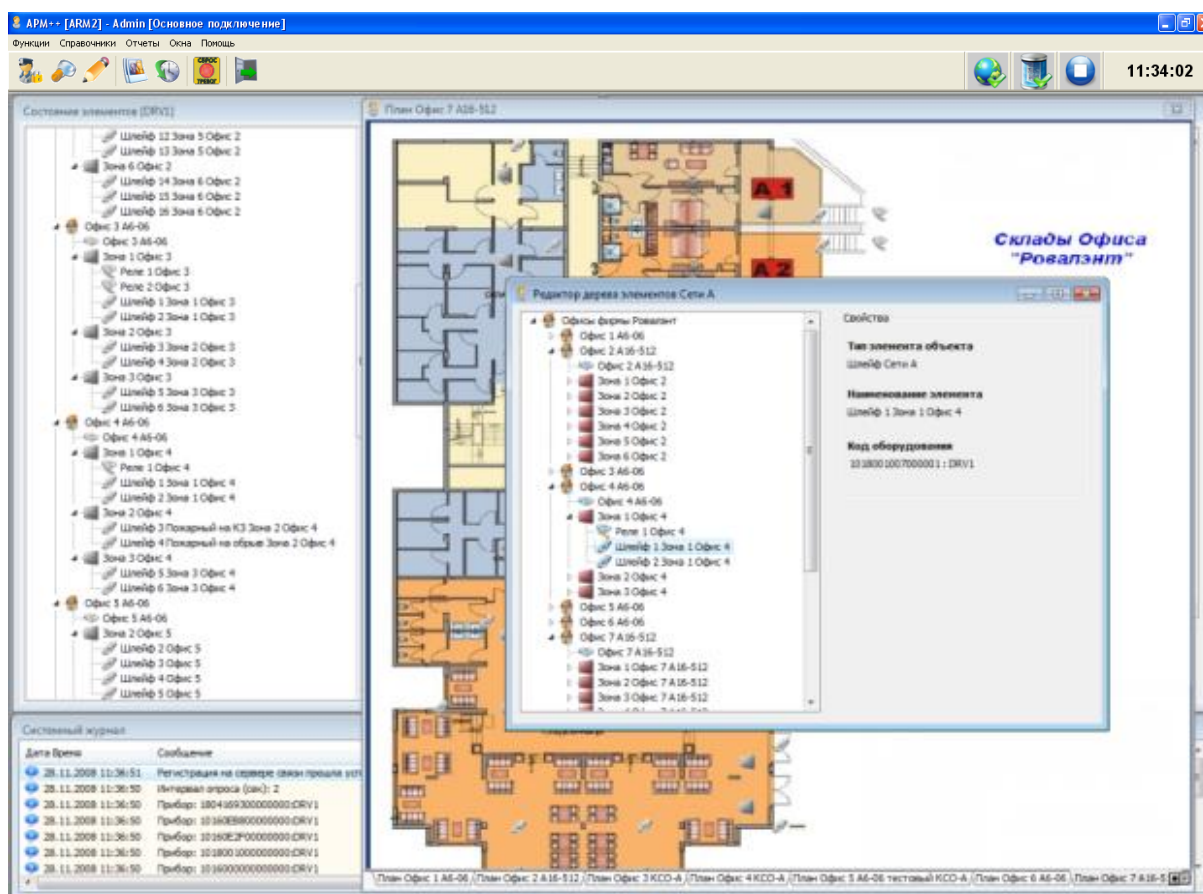 АРМ++ [ARM2] - Admin [Основное подключение]
Функции Справочники Отчеты Окна Помощь
СБРОС
ТРЕВОГ
11:34:02
Состояние элементов (DRV1)
Шлейф 12 Зона 5 Офис 2
Шлейф 13 Зона 5 Офис 2
Зона 6 Офис 2
Шлейф 14 Зона 6 Офис 2
Шлейф 15 Зона 6 Офис 2
Шлейф 16 Зона 6 Офис 2
Офис 3 А6-06
Офис 3 А6-06
Зона 1 Офис 3
Реле 1 Офис 3
Реле 2 Офис 3
Шлейф 1 Зона 1 Офис 3
Шлейф 2 Зона 1 Офис 3
Зона 2 Офис 3
Шлейф 3 Зона 2 Офис 3
Шлейф 4 Зона 2 Офис 3
Зона 3 Офис 3
Шлейф 5 Зона 3 Офис 3
Шлейф 6 Зона 3 Офис 3
Офис 4 А6-06
Офис 4 А6-06
Зона 1 Офис 4
Реле 1 Офис 4
Шлейф 1 Зона 1 Офис 4
Шлейф 2 Зона 1 Офис 4
Зона 2 Офис 4
Шлейф 3 Пожарный на КЗ Зона 2 Офис 4
Шлейф 4 Пожарный на обрыв Зона 2 Офис 4
Зона 3 Офис 4
Шлейф 5 Зона 3 Офис 4
Шлейф 6 Зона 3 Офис 4
Офис 5 А6-06
Офис 5 А6-06
Зона 2 Офис 5
Шлейф 2 Офис 5
Шлейф 3 Офис 5
Шлейф 4 Офис 5
Шлейф 5 Офис 5
План Офис 7 А16-512
А 1
А 2
Склады Офиса
"Ровалэнт"
Редактор дерева элементов Сети А
Офисы фирмы Ровалэнт
Офис 1 А6-06
Офис 2 А16-512
Офис 2 А16-512
Зона 1 Офис 2
Зона 2 Офис 2
Зона 3 Офис 2
Зона 4 Офис 2
Зона 5 Офис 2
Зона 6 Офис 2
Офис 3 А6-06
Офис 4 А6-06
Офис 4 А6-06
Зона 1 Офис 4
Реле 1 Офис 4
Шлейф 1 Зона 1 Офис 4
Шлейф 2 Зона 1 Офис 4
Зона 2 Офис 4
Зона 3 Офис 4
Офис 5 А6-06
Офис 6 А6-06
Офис 7 А16-512
Офис 7 А16-512
Зона 1 Офис 7 А16-512
Зона 2 Офис 7 А16-512
Зона 3 Офис 7 А16-512
Свойства
Тип элемента объекта
Шлейф Сети А
Наименование элемента
Шлейф 1 Зона 1 Офис 4
Код оборудования
1018001007000001 : DRV1
Системный журнал
Дата Время Сообщение
28.11.2008 11:36:51 Регистрация на сервере связи прошла
28.11.2008 11:36:50 Интервал опроса (сек): 2
28.11.2008 11:36:50 Прибор: 1804169300000000:DRV1
28.11.2008 11:36:50 Прибор: 10160EB800000000:DRV1
28.11.2008 11:36:50 Прибор: 10160E2F00000000:DRV1
28.11.2008 11:36:50 Прибор: 1018001000000000:DRV1
28.11.2008 11:36:50 Прибор: 1016000000000000:DRV1
План Офис 1 А6-06 План Офис 2 А16-512 План Офис 3 КСО-А План Офис 4 КСО-А План Офис 5 А6-06 тестовый КСО-А План Офис 6 А6-06 План Офис 7 А16-5